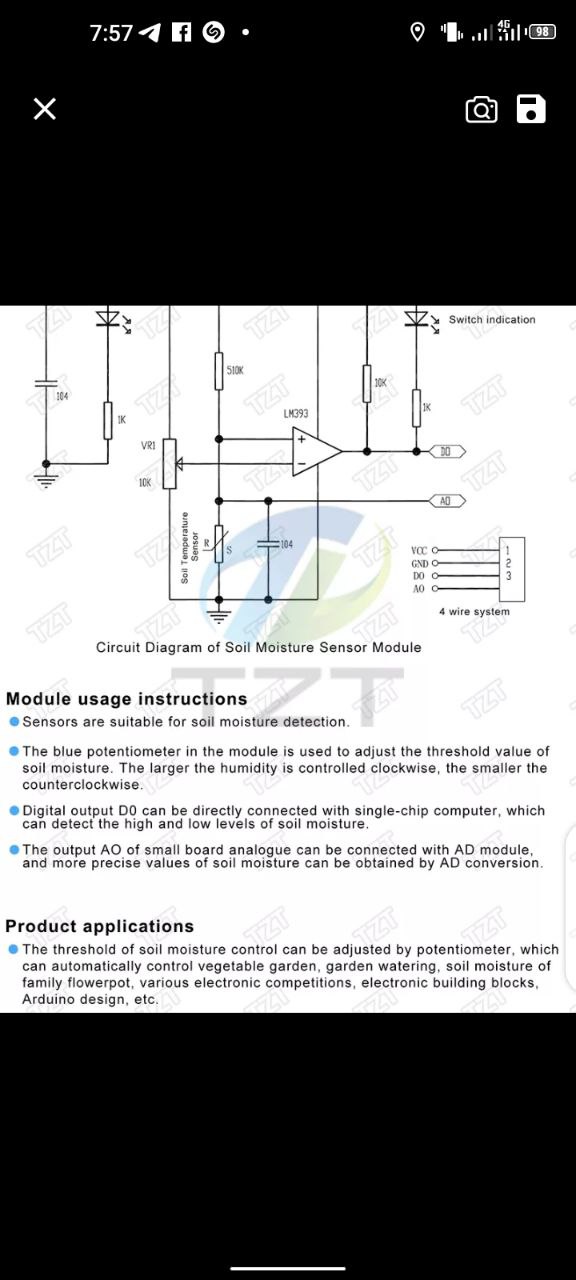 7:57
4G
98
Switch indication
104
1K
510K
10K
1K
LM393
VR1
10K
+
−
DO
AO
Soil Temperature
Sensor
R
S
104
VCC
GND
DO
AO
1
2
3
4 wire system
Circuit Diagram of Soil Moisture Sensor Module
TZT
Module usage instructions
Sensors are suitable for soil moisture detection.
The blue potentiometer in the module is used to adjust the threshold value of
soil moisture. The larger the humidity is controlled clockwise, the smaller the
counterclockwise.
Digital output D0 can be directly connected with single-chip computer, which
can detect the high and low levels of soil moisture.
The output AO of small board analogue can be connected with AD module,
and more precise values of soil moisture can be obtained by AD conversion.
Product applications
The threshold of soil moisture control can be adjusted by potentiometer, which
can automatically control vegetable garden, garden watering, soil moisture of
family flowerpot, various electronic competitions, electronic building blocks,
Arduino design, etc.